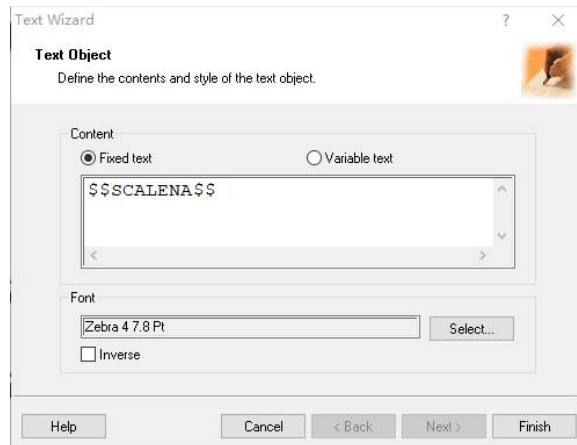 Text Wizard ? ×
Text Object
Define the contents and style of the text object.
Content
Fixed text Variable text
$$SCALENA$$
Font
Zebra 4 7.8 Pt Select...
Inverse
Help Cancel < Back Next > Finish